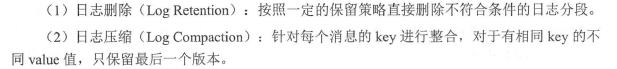 （1）日志删除（Log Retention）：按照一定的保留策略直接删除不符合条件的日志分段。
（2）日志压缩（Log Compaction）：针对每个消息的 key 进行整合，对于有相同 key 的不
同 value 值，只保留最后一个版本。